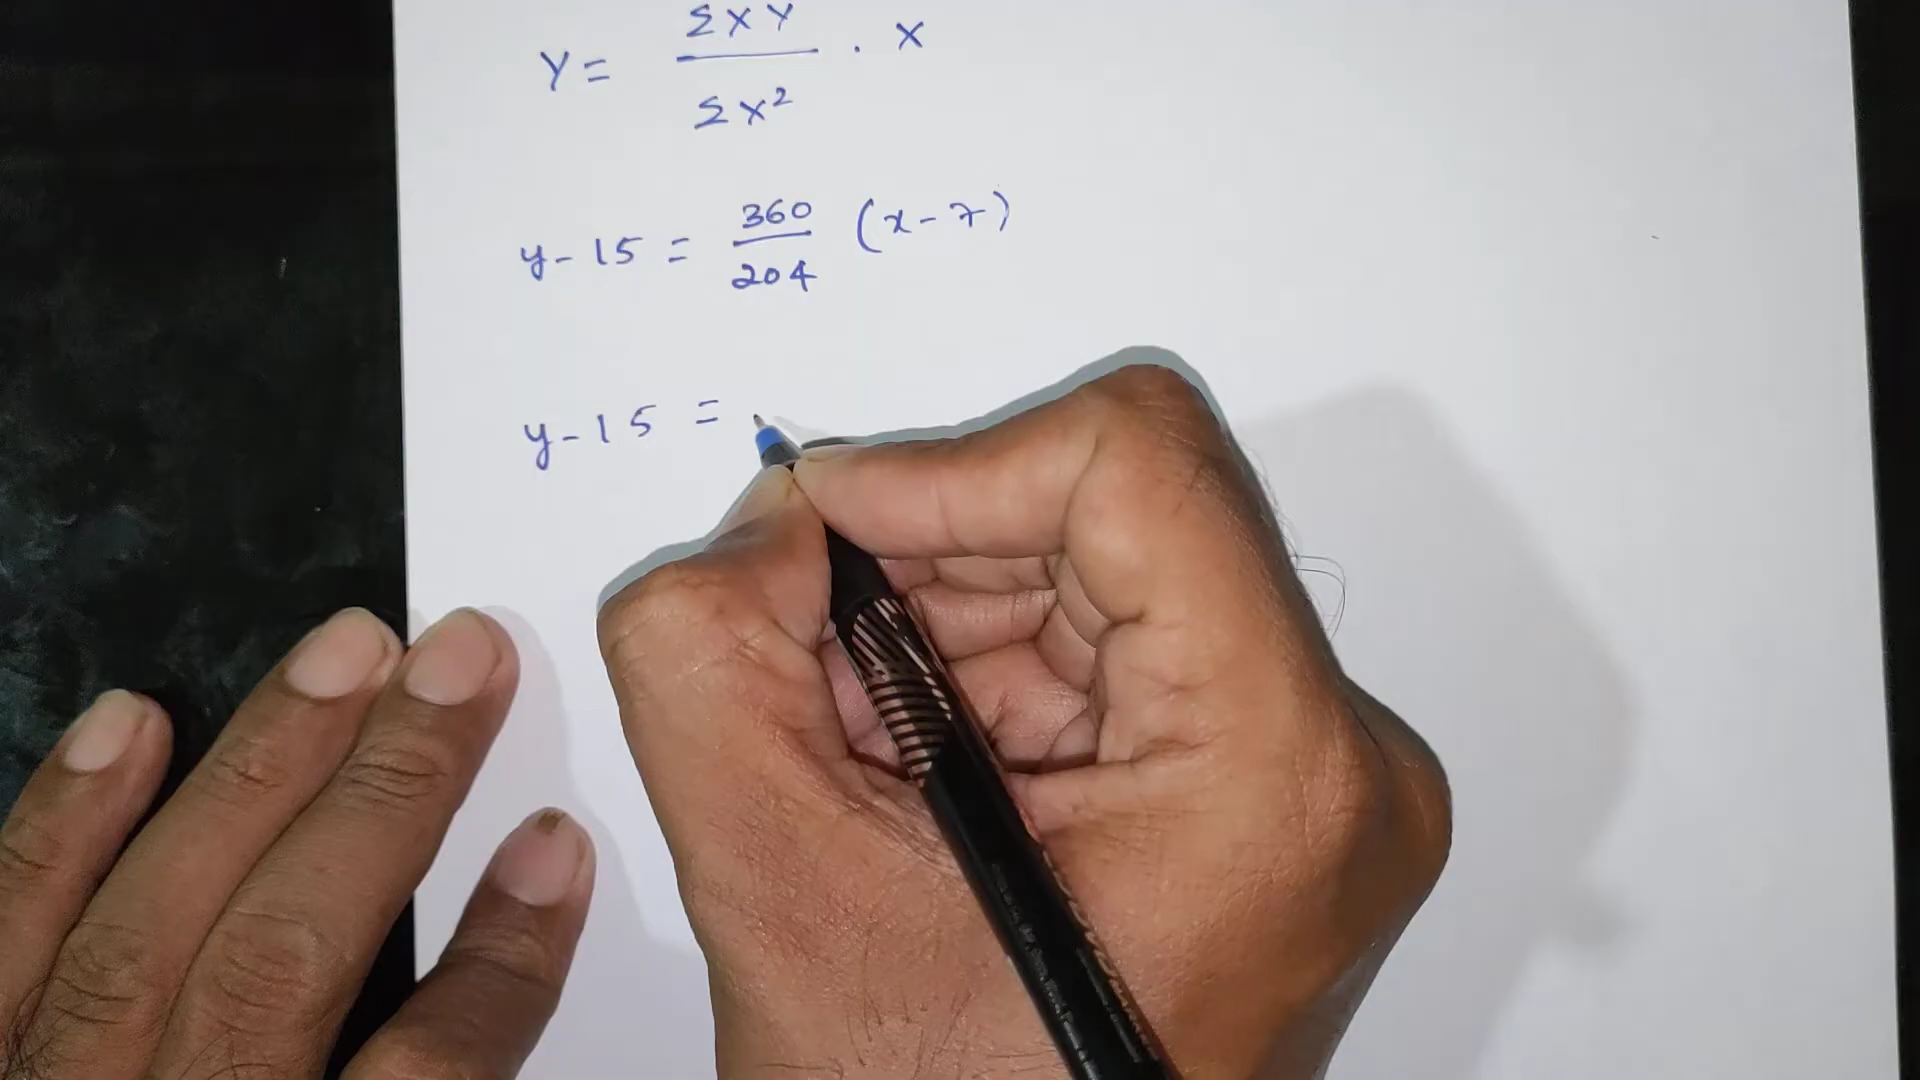 Y = ΣXY / ΣX² . X
y - 15 = 360 / 204 (x - 7)
y - 15 =